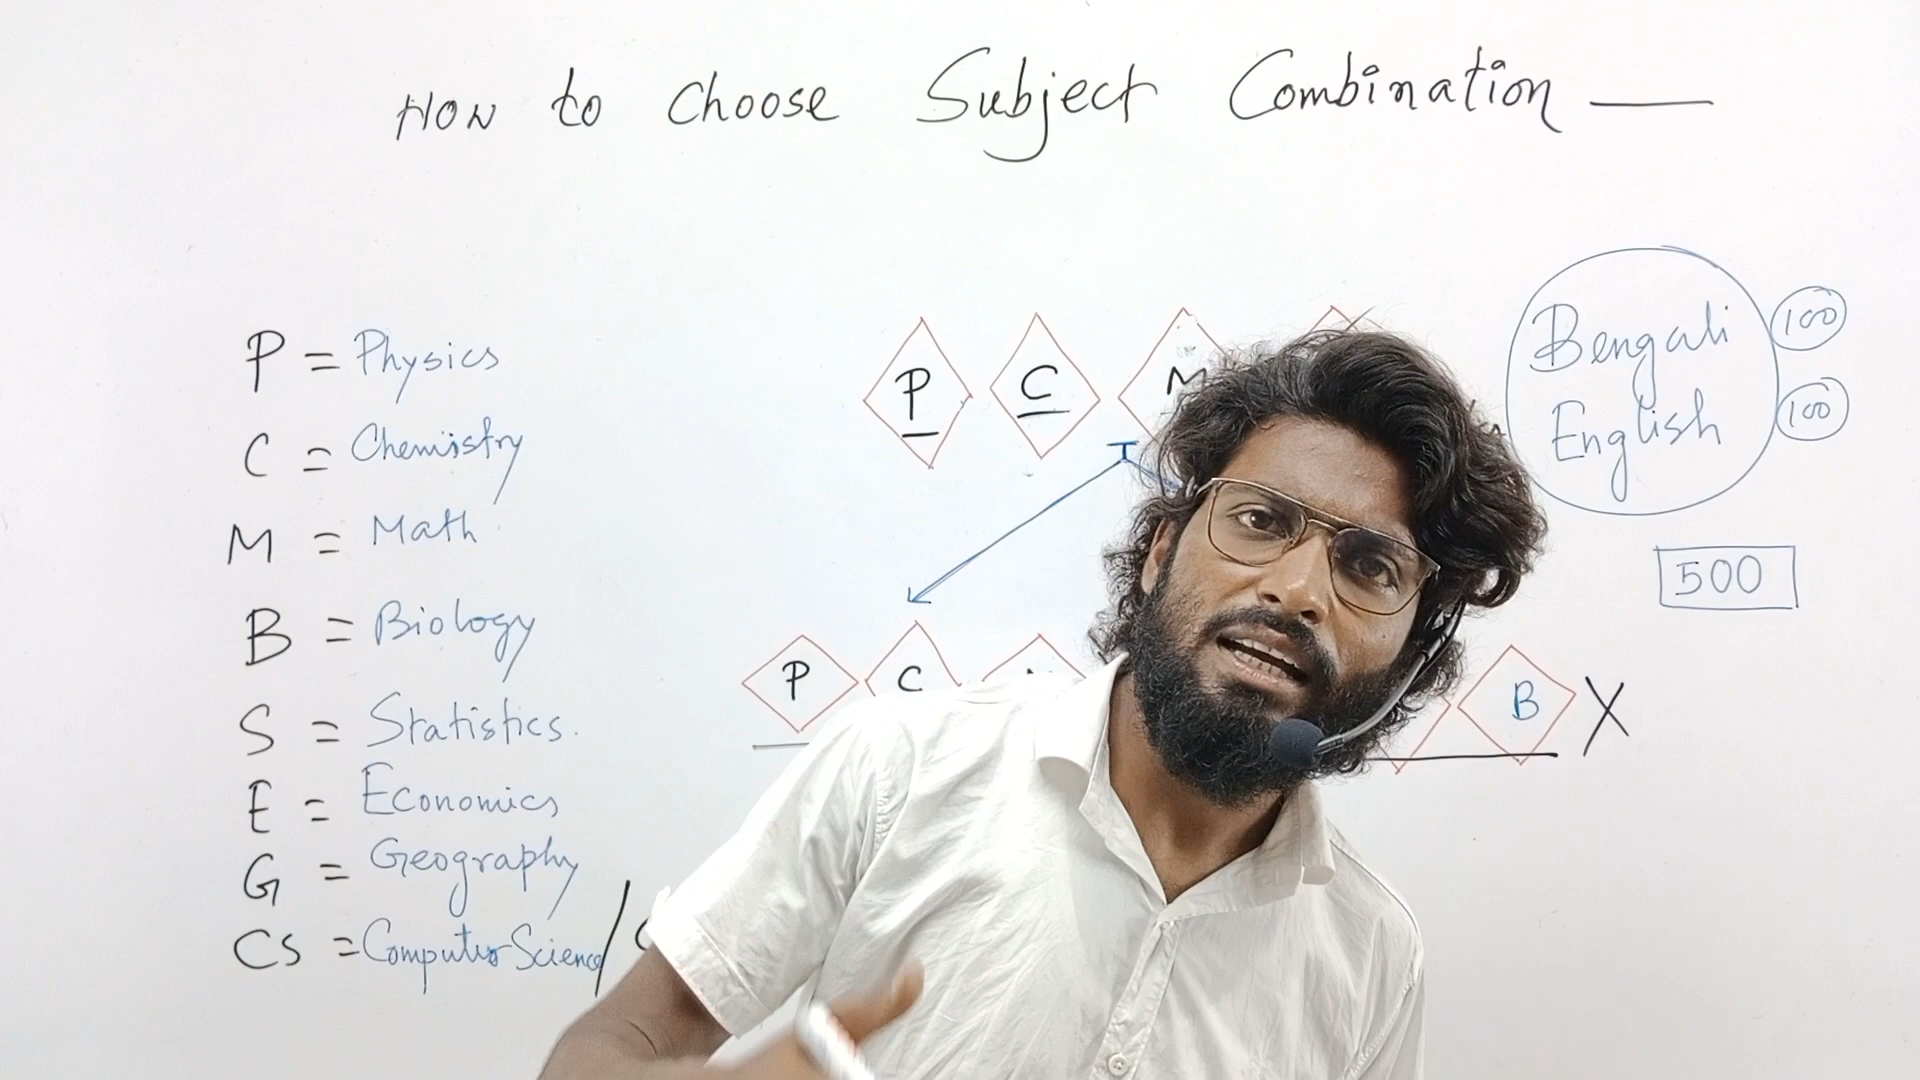 How to choose Subject Combination —
P = Physics
C = Chemistry
M = Math
B = Biology
S = Statistics.
E = Economics
G = Geography
Cs = Computer Science /
P C M
Bengali 100
English 100
500
P C
B X